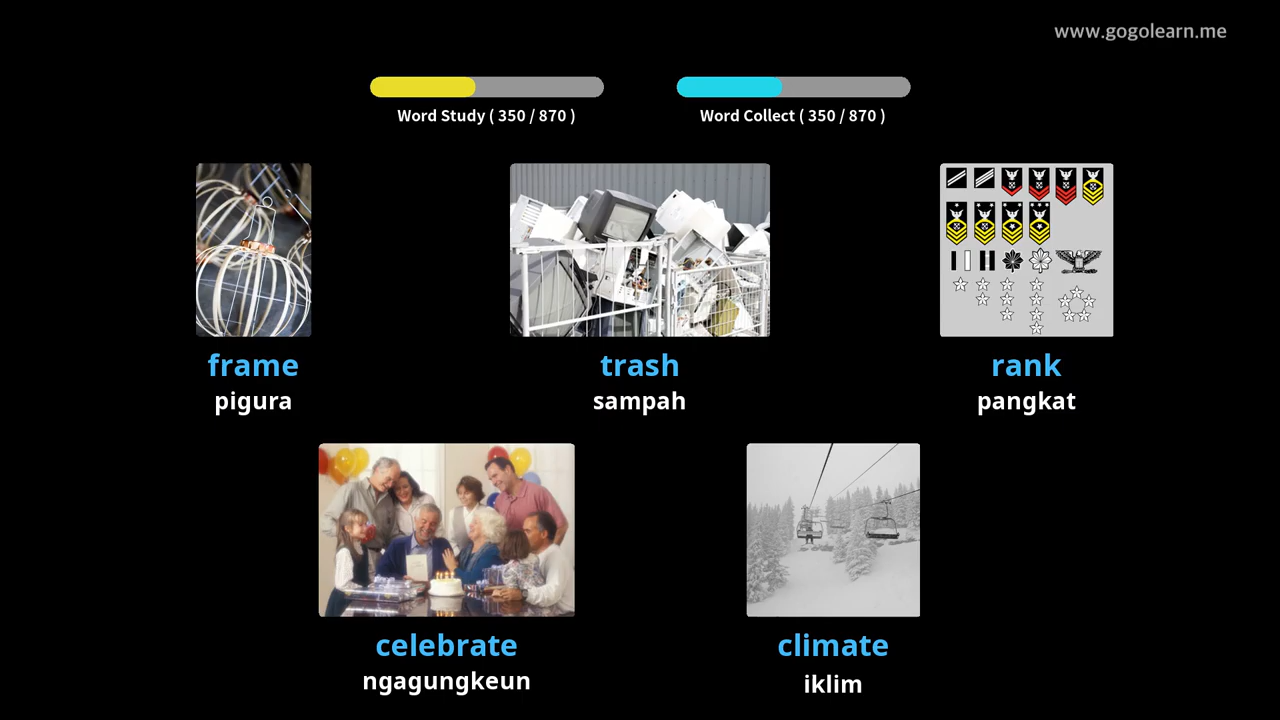 www.gogolearn.me
Word Study ( 350 / 870 )
Word Collect ( 350 / 870 )
frame
pigura
trash
sampah
rank
pangkat
celebrate
ngagungkeun
climate
iklim